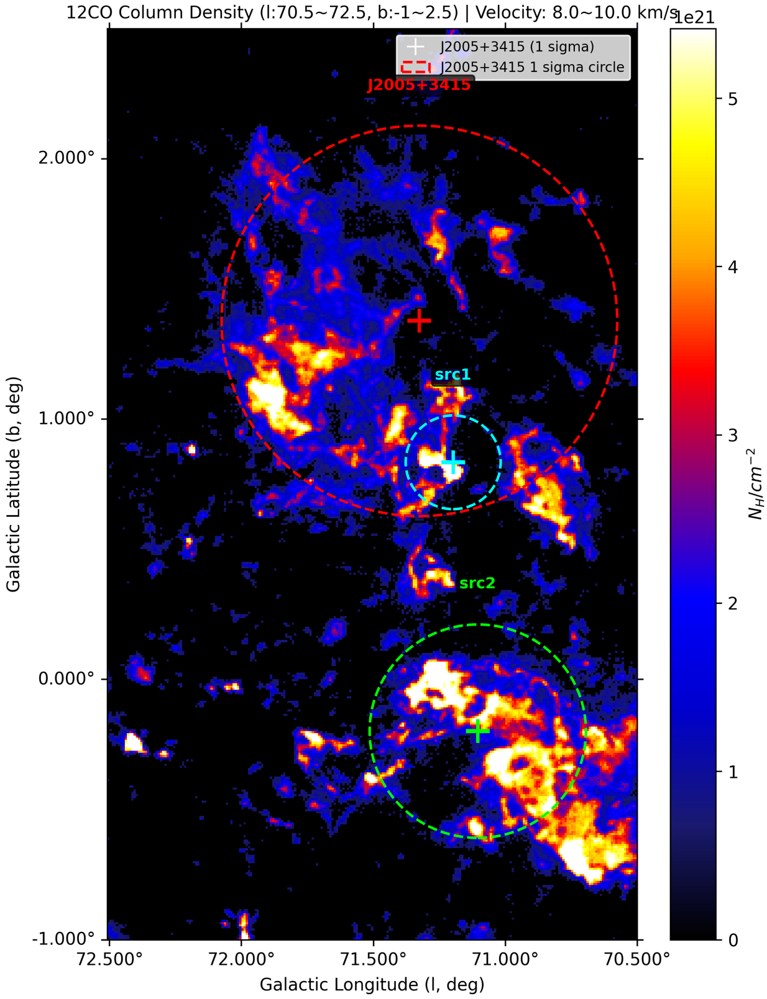 12CO Column Density (l:70.5~72.5, b:-1~2.5) | Velocity: 8.0~10.0 km/s
1e21
J2005+3415 (1 sigma)
J2005+3415 1 sigma circle
J2005+3415
src1
src2
2.000°
1.000°
0.000°
-1.000°
Galactic Latitude (b, deg)
72.500°
72.000°
71.500°
71.000°
70.500°
Galactic Longitude (l, deg)
5
4
3
2
1
0
N_H/cm^{-2}